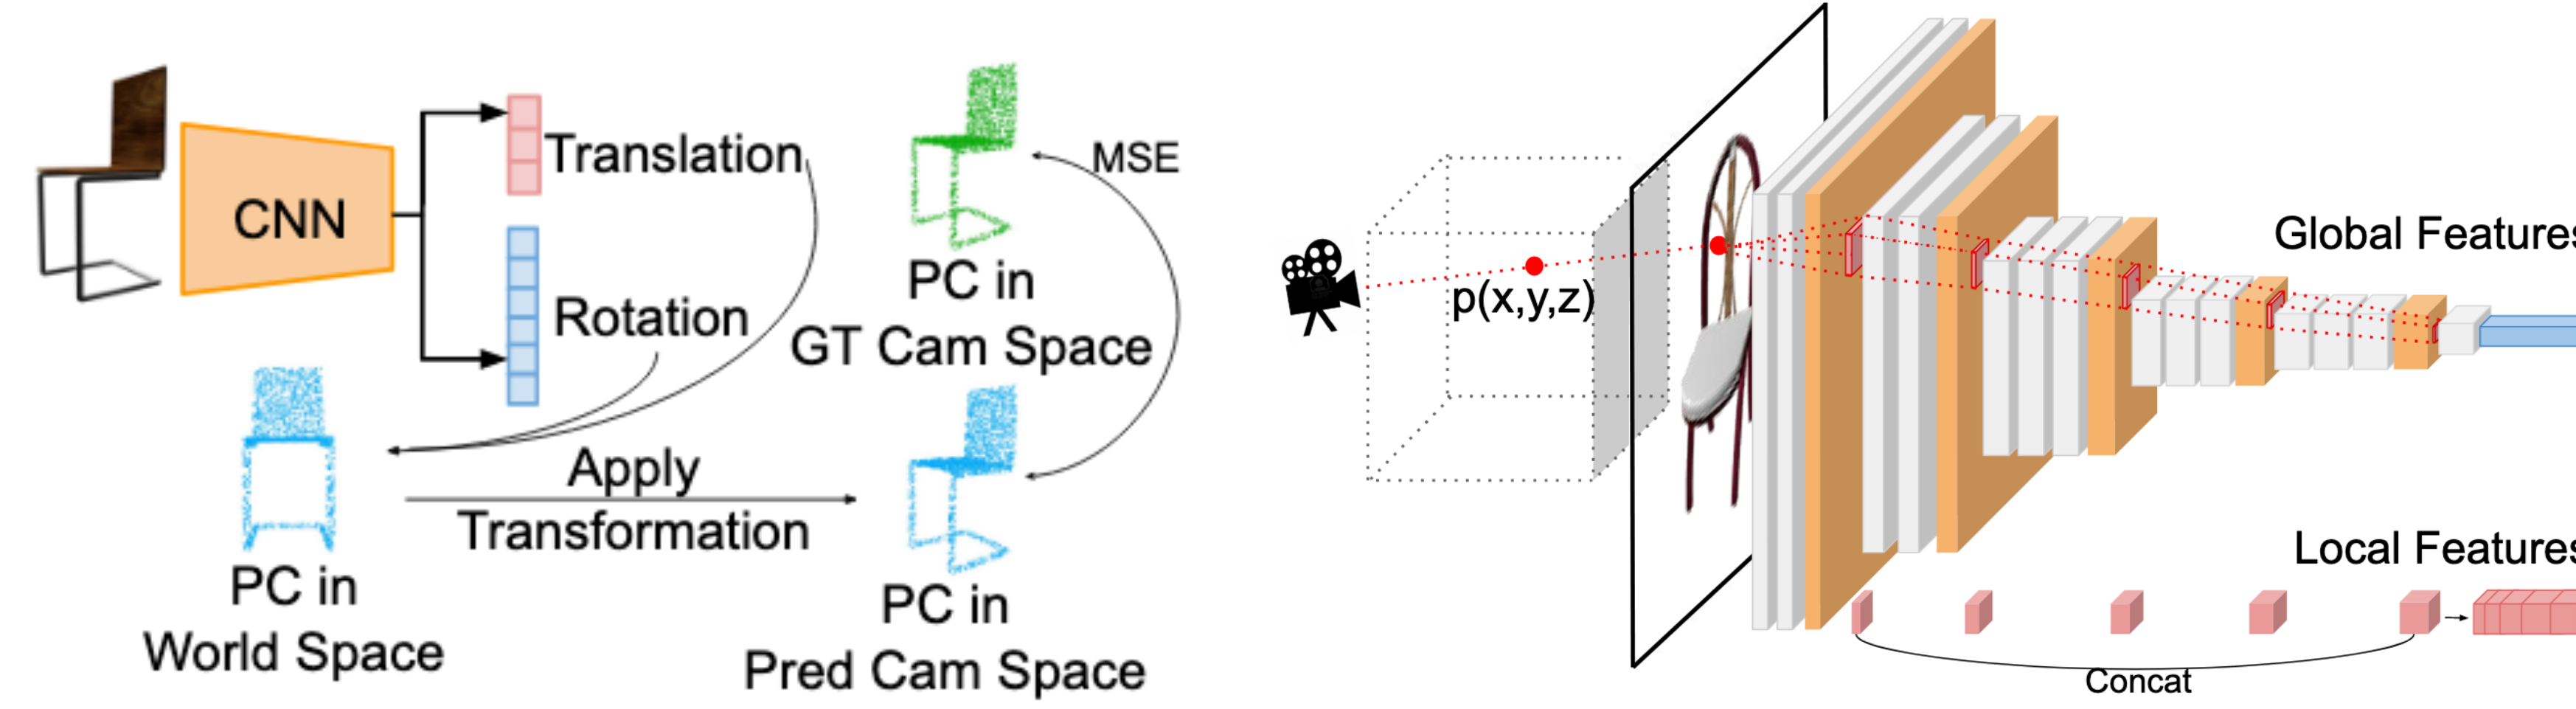 CNN
Translation
Rotation
MSE
PC in
GT Cam Space
Apply
Transformation
PC in
World Space
PC in
Pred Cam Space
p(x,y,z)
Global Features
Local Features
Concat